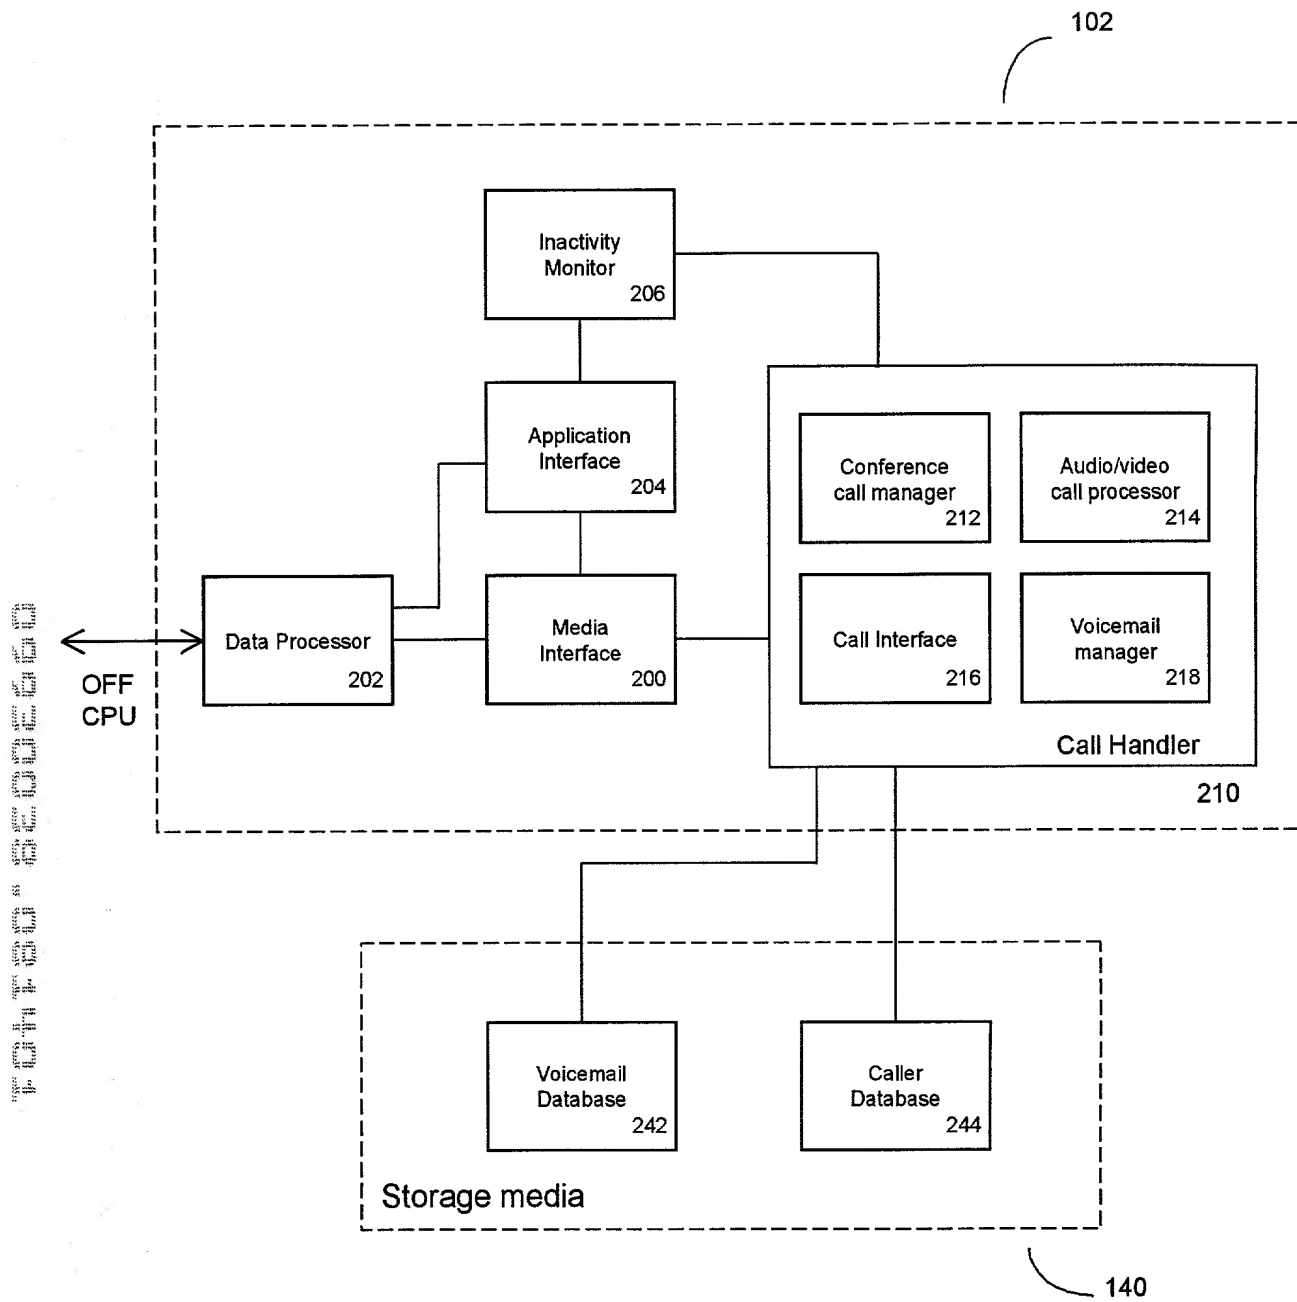 102
Inactivity
Monitor
206
Application
Interface
204
Conference
call manager
212
Audio/video
call processor
214
Data Processor
202
Media
Interface
200
Call Interface
216
Voicemail
manager
218
OFF
CPU
Call Handler
210
Voicemail
Database
242
Caller
Database
244
Storage media
140